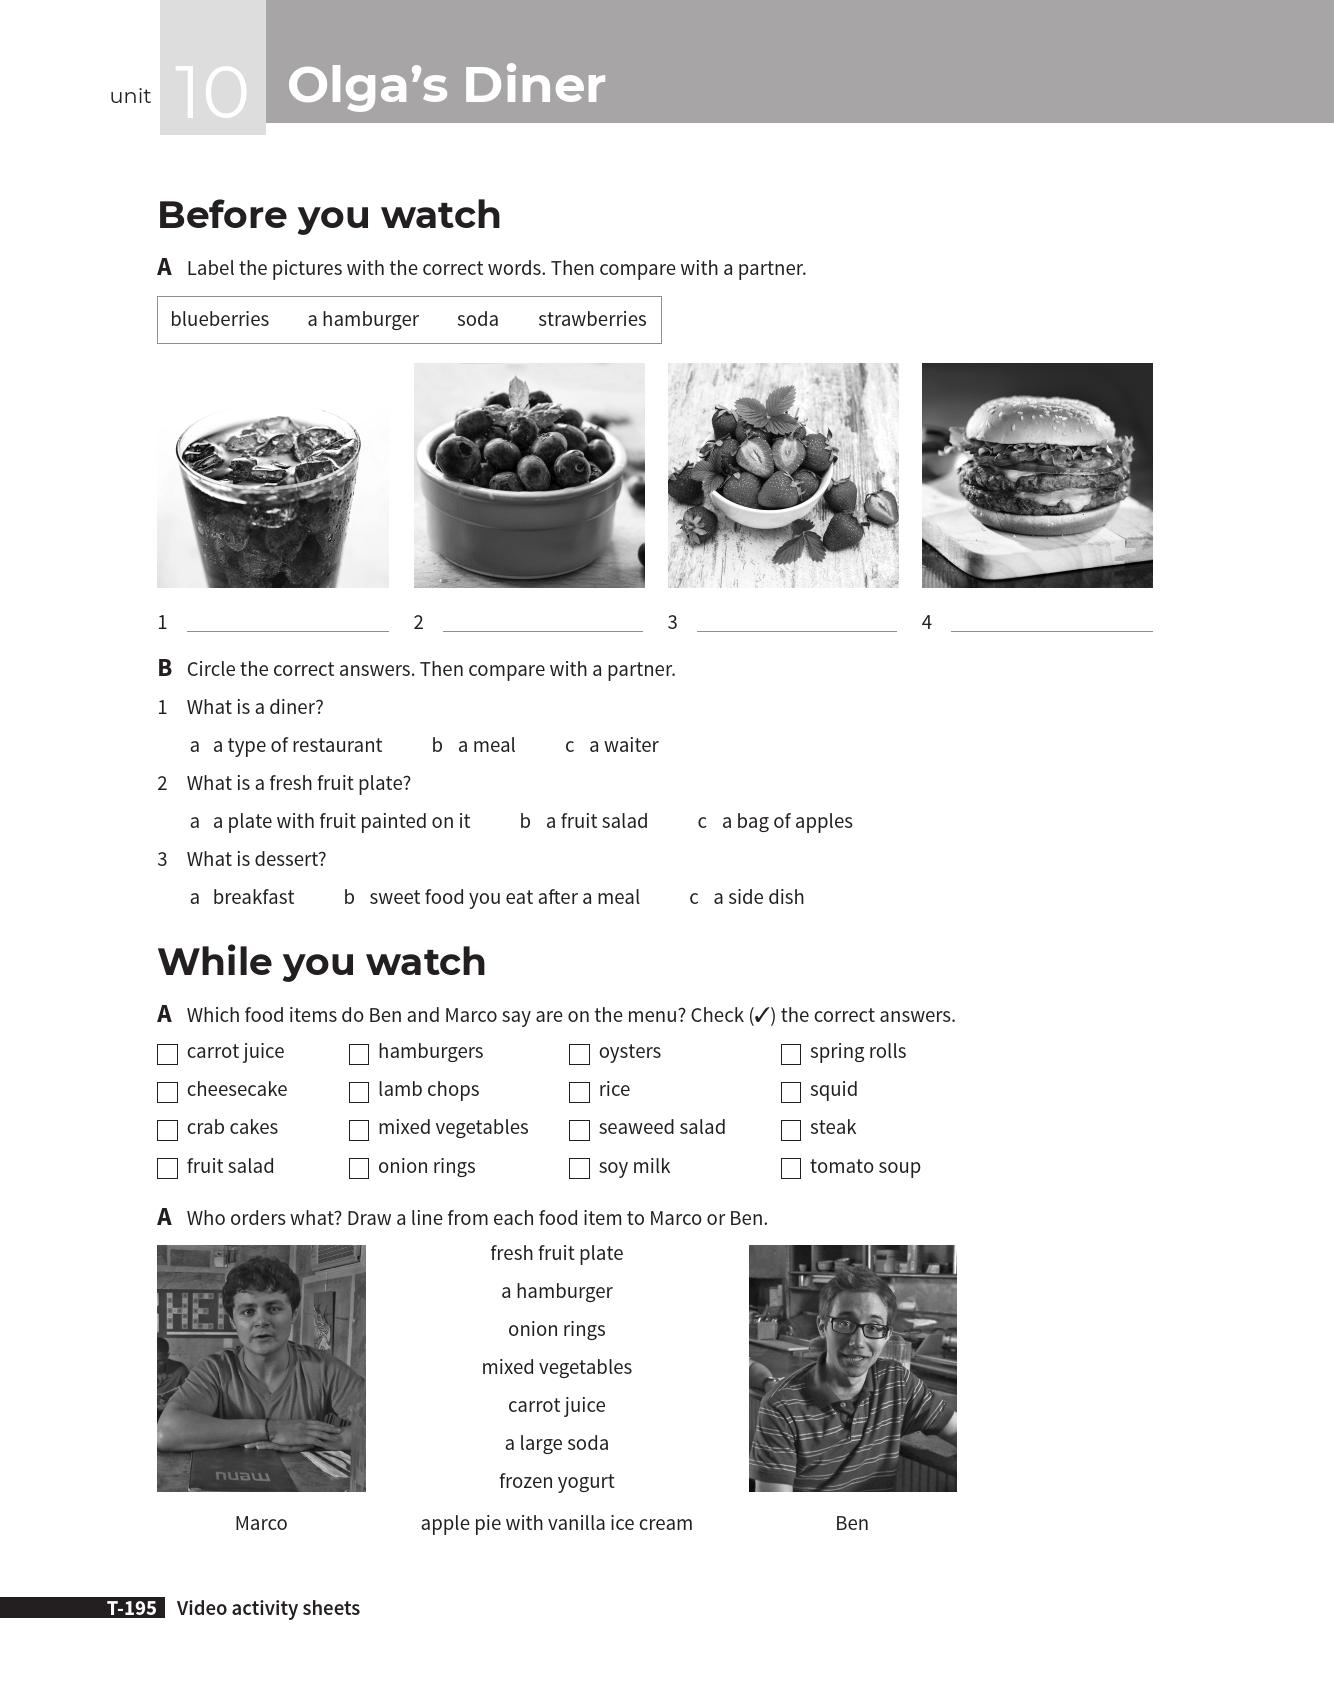 unit 10 Olga's Diner
Before you watch
A Label the pictures with the correct words. Then compare with a partner.
blueberries a hamburger soda strawberries
1 2 3 4
B Circle the correct answers. Then compare with a partner.
1 What is a diner?
a a type of restaurant b a meal c a waiter
2 What is a fresh fruit plate?
a a plate with fruit painted on it b a fruit salad c a bag of apples
3 What is dessert?
a breakfast b sweet food you eat after a meal c a side dish
While you watch
A Which food items do Ben and Marco say are on the menu? Check (✓) the correct answers.
carrot juice hamburgers oysters spring rolls
cheesecake lamb chops rice squid
crab cakes mixed vegetables seaweed salad steak
fruit salad onion rings soy milk tomato soup
A Who orders what? Draw a line from each food item to Marco or Ben.
fresh fruit plate
a hamburger
HER
onion rings
mixed vegetables
carrot juice
a large soda
menu
frozen yogurt
Marco apple pie with vanilla ice cream Ben
T-195 Video activity sheets